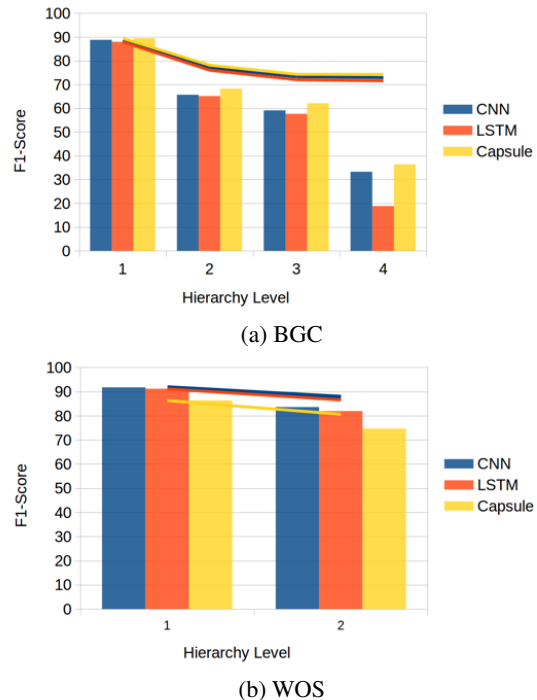 100
90
80
70
60
50
40
30
20
10
0
F1-Score
1 2 3 4
Hierarchy Level
CNN
LSTM
Capsule
(a) BGC
100
90
80
70
60
50
40
30
20
10
0
F1-Score
1 2
Hierarchy Level
CNN
LSTM
Capsule
(b) WOS